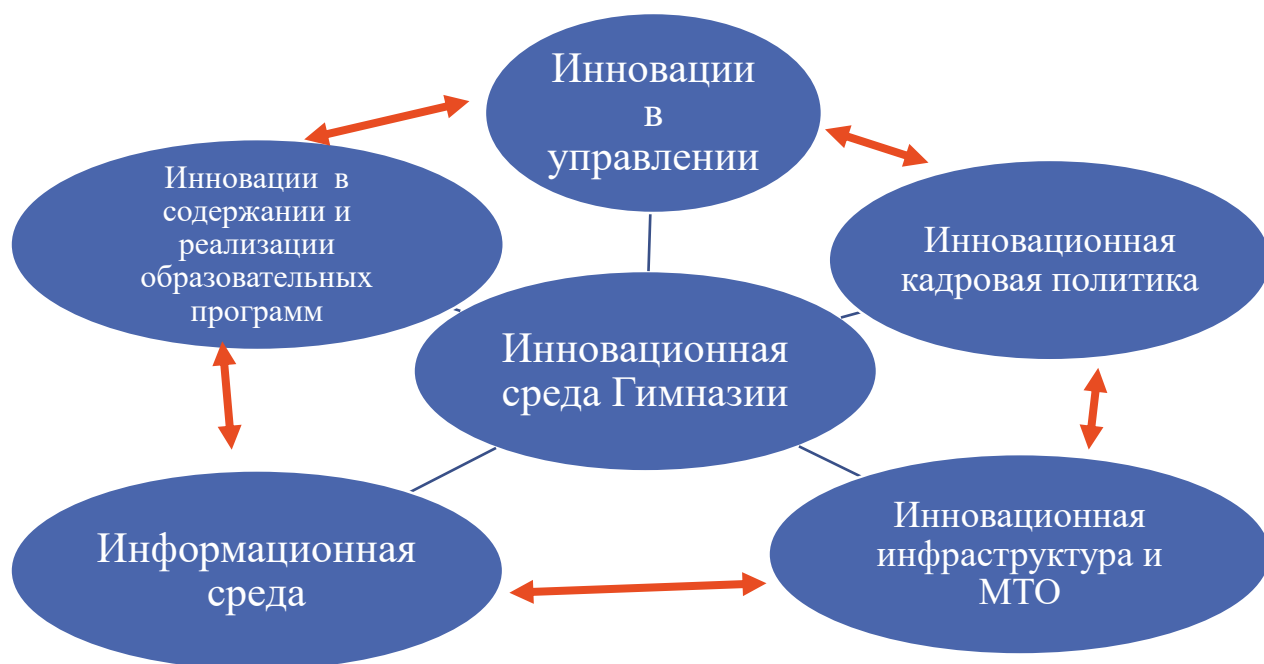 Инновации
в
управлении
Инновации в
содержании и
реализации
образовательных
программ
Инновационная
кадровая политика
Инновационная
среда Гимназии
Информационная
среда
Инновационная
инфраструктура и
МТО